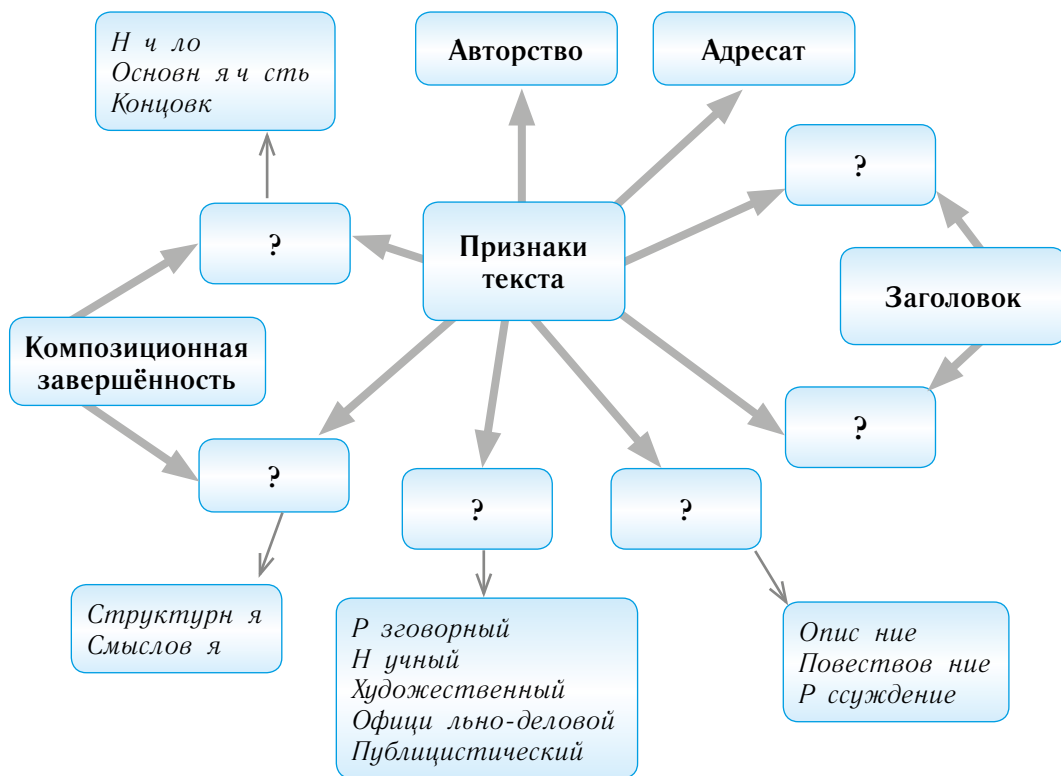 Н ч ло
Основн я ч сть
Концовк
Авторство
Адресат
?
?
Признаки
текста
Заголовок
Композиционная
завершённость
?
?
?
?
Структурн я
Смыслов я
Р зговорный
Н учный
Художественный
Офици льно-деловой
Публицистический
Опис ние
Повествов ние
Р ссуждение